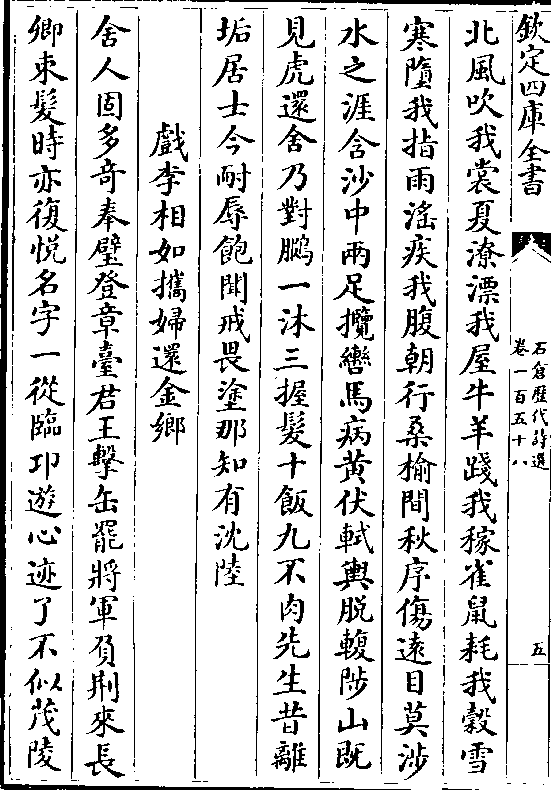 欽定四庫全書
石倉歴代詩選
卷一百五十八
五
北風吹我裳夏潦漂我屋牛羊踐我稼雀鼠耗我穀雪
寒墮我指雨滛疾我腹朝行桑榆間秋序傷遠目莫渉
水之涯含沙中兩足攬轡馬病黄伏軾輿脱輹陟山既
見虎還舍乃對鵩一沐三握髮十飯九不肉先生昔離
垢居士今耐辱飽聞戒畏塗那知有沈陸
戲李相如攜婦還金鄉
舍人固多竒奉璧登章臺君王擊缶罷將軍負荆來長
卿束髮時亦復悦名字一從臨卭遊心迹了不似茂陵